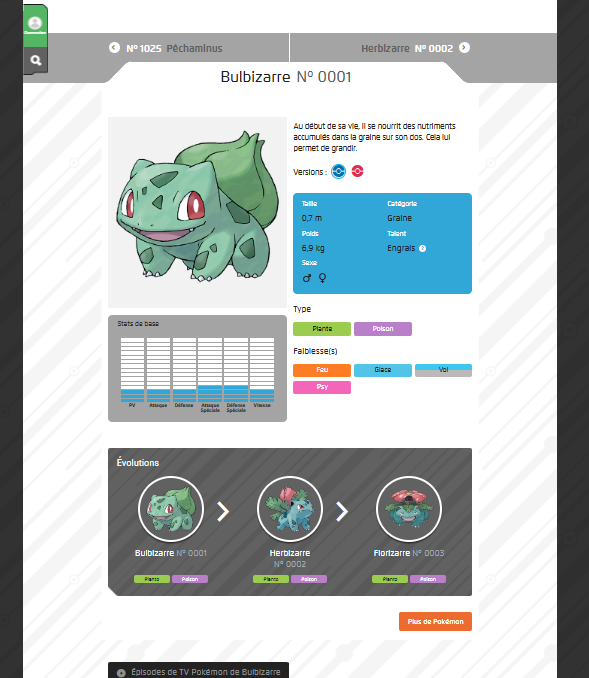 Nº 1025 Pêchaminus
Herbizarre Nº 0002
Bulbizarre Nº 0001
Au début de sa vie, il se nourrit des nutriments
accumulés dans la graine sur son dos. Cela lui
permet de grandir.
Versions :
Taille
0,7 m
Poids
6,9 kg
Sexe
♂ ♀
Catégorie
Graine
Talent
Engrais ?
Type
Plante Poison
Faiblesse(s)
Feu Glace Vol
Psy
Stats de base
PV Attaque Défense Attaque Spéciale Défense Spéciale Vitesse
Évolutions
Bulbizarre Nº 0001
Plante Poison
Herbizarre
Nº 0002
Plante Poison
Florizarre Nº 0003
Plante Poison
Plus de Pokémon
Épisodes de TV Pokémon de Bulbizarre